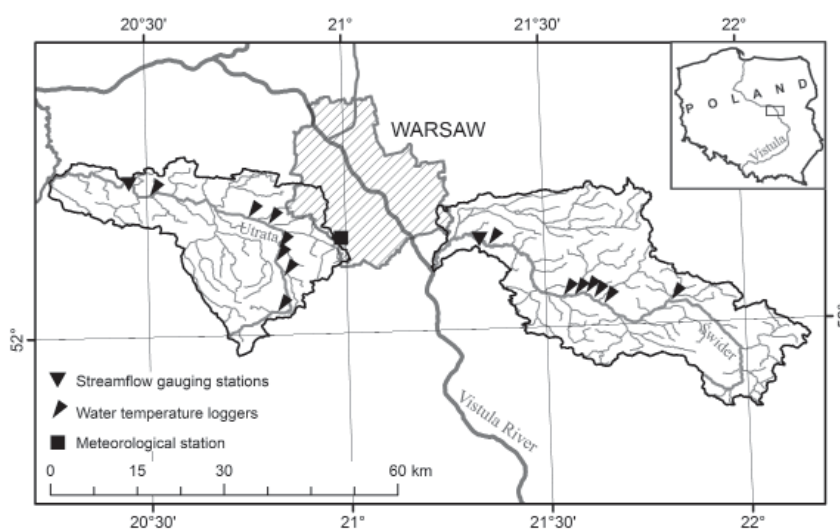 20°30'
21°
21°30'
22°
POLAND
Vistula
WARSAW
Utrata
Świder
52°
Streamflow gauging stations
Water temperature loggers
Meteorological station
Vistula River
0 15 30 60 km
20°30'
21°
21°30'
22°